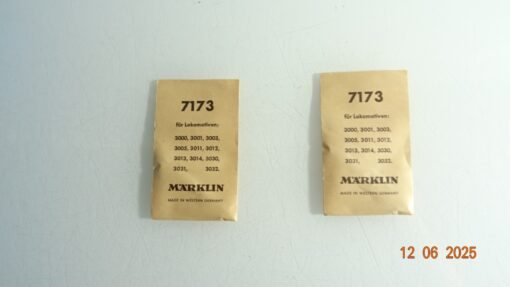 7173
für Lokomotiven:
3000, 3001, 3003,
3005, 3011, 3012,
3013, 3014, 3030,
3031, 3032,
MÄRKLIN
MADE IN WESTERN GERMANY
7173
für Lokomotiven:
3000, 3001, 3003,
3005, 3011, 3012,
3013, 3014, 3030,
3031, 3032,
MÄRKLIN
MADE IN WESTERN GERMANY
12 06 2025